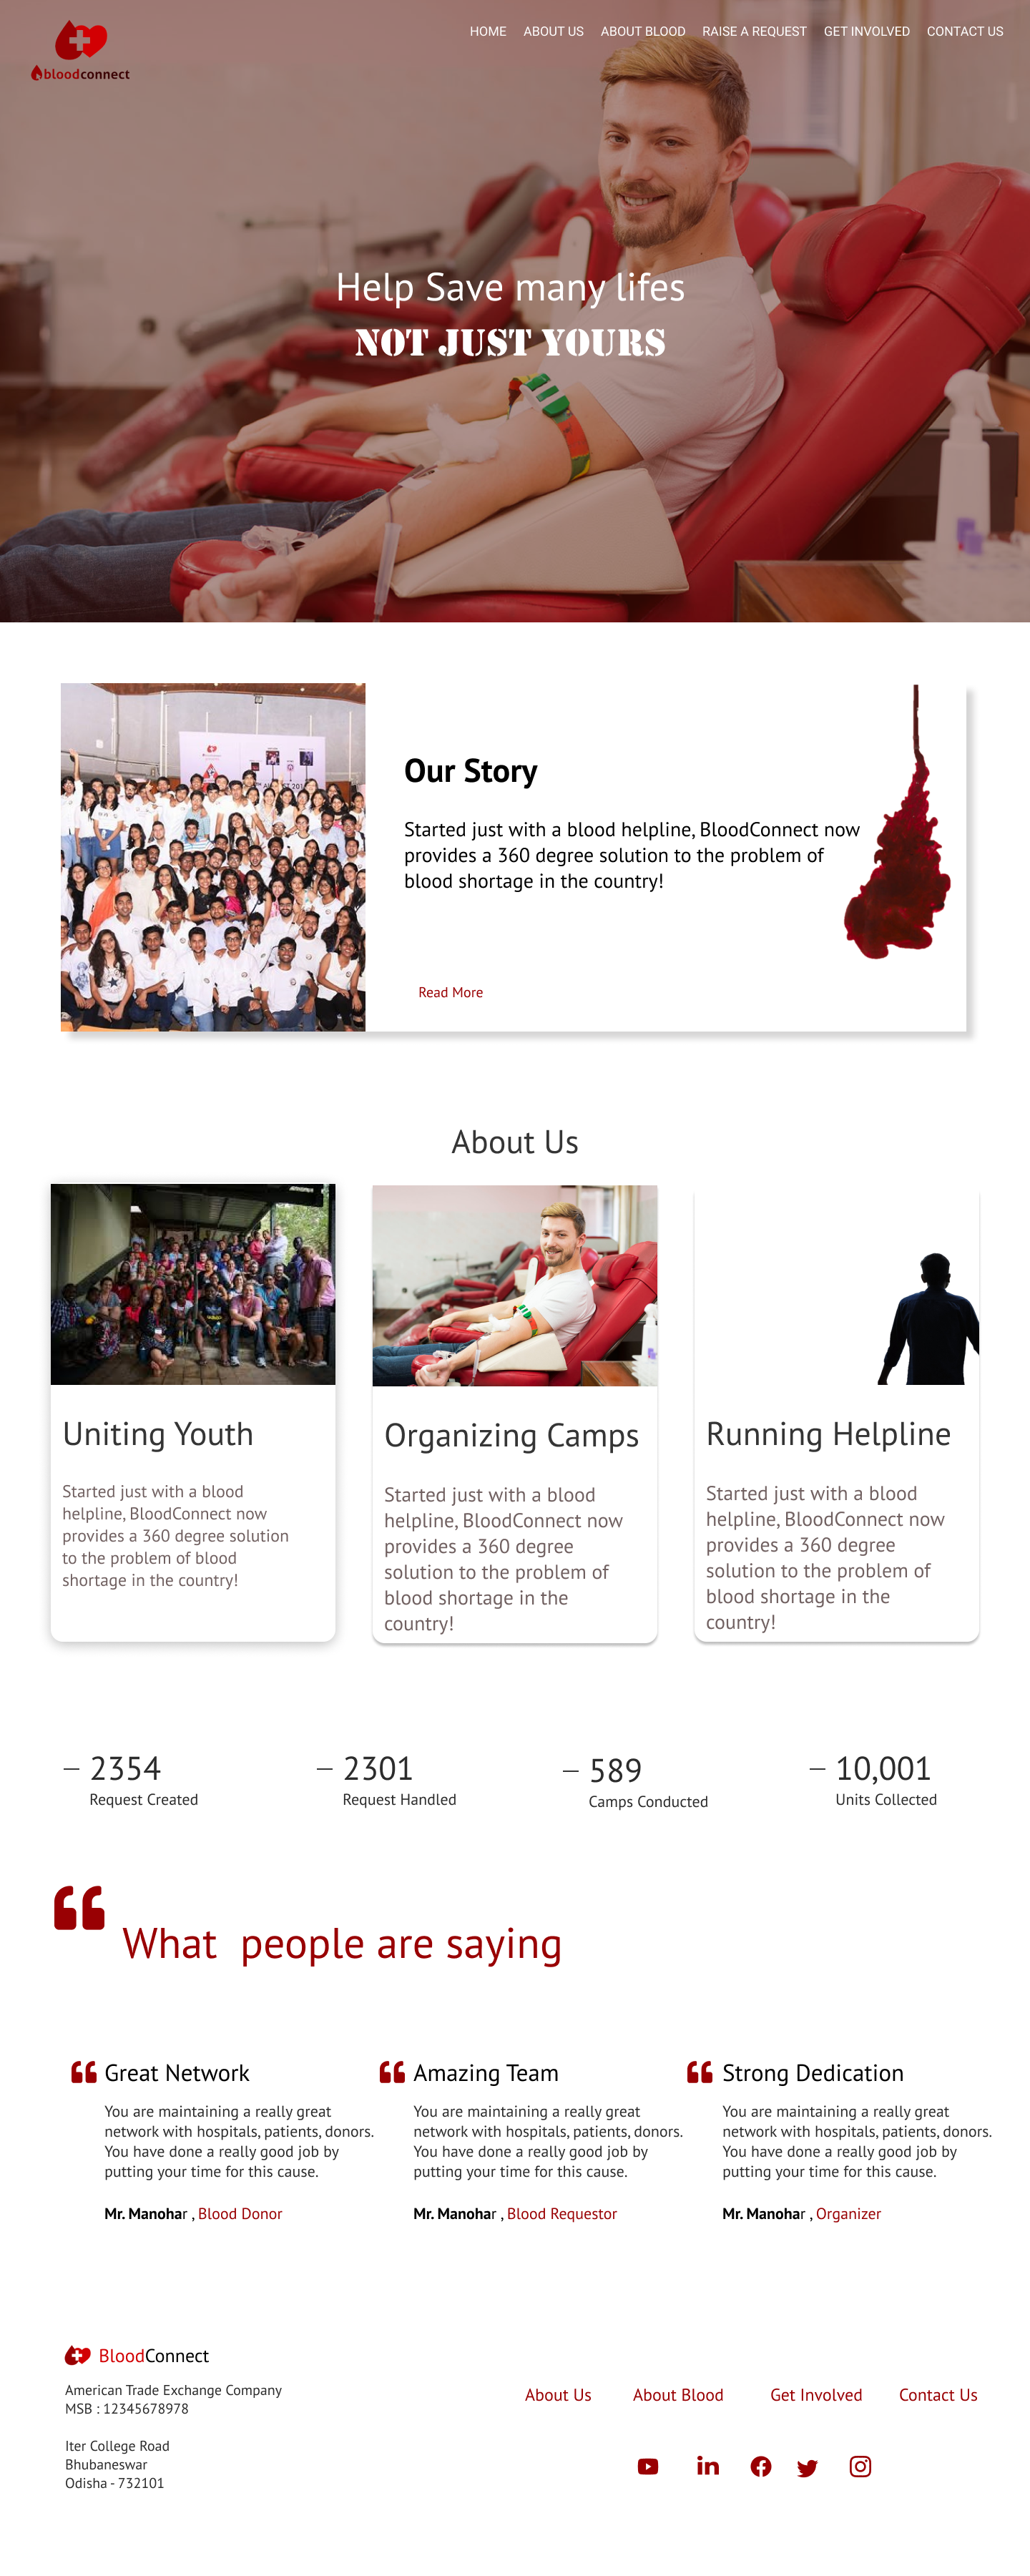 HOME ABOUT US ABOUT BLOOD RAISE A REQUEST GET INVOLVED CONTACT US
bloodconnect
Help Save many lifes
NOT JUST YOURS
Our Story
Started just with a blood helpline, BloodConnect now
provides a 360 degree solution to the problem of
blood shortage in the country!
Read More
About Us
Uniting Youth
Started just with a blood
helpline, BloodConnect now
provides a 360 degree solution
to the problem of blood
shortage in the country!
Organizing Camps
Started just with a blood
helpline, BloodConnect now
provides a 360 degree
solution to the problem of
blood shortage in the
country!
Running Helpline
Started just with a blood
helpline, BloodConnect now
provides a 360 degree
solution to the problem of
blood shortage in the
country!
2354
Request Created
2301
Request Handled
589
Camps Conducted
10,001
Units Collected
What people are saying
Great Network
You are maintaining a really great
network with hospitals, patients, donors.
You have done a really good job by
putting your time for this cause.
Mr. Manohar , Blood Donor
Amazing Team
You are maintaining a really great
network with hospitals, patients, donors.
You have done a really good job by
putting your time for this cause.
Mr. Manohar , Blood Requestor
Strong Dedication
You are maintaining a really great
network with hospitals, patients, donors.
You have done a really good job by
putting your time for this cause.
Mr. Manohar , Organizer
BloodConnect
American Trade Exchange Company
MSB : 12345678978
Iter College Road
Bhubaneswar
Odisha - 732101
About Us About Blood Get Involved Contact Us